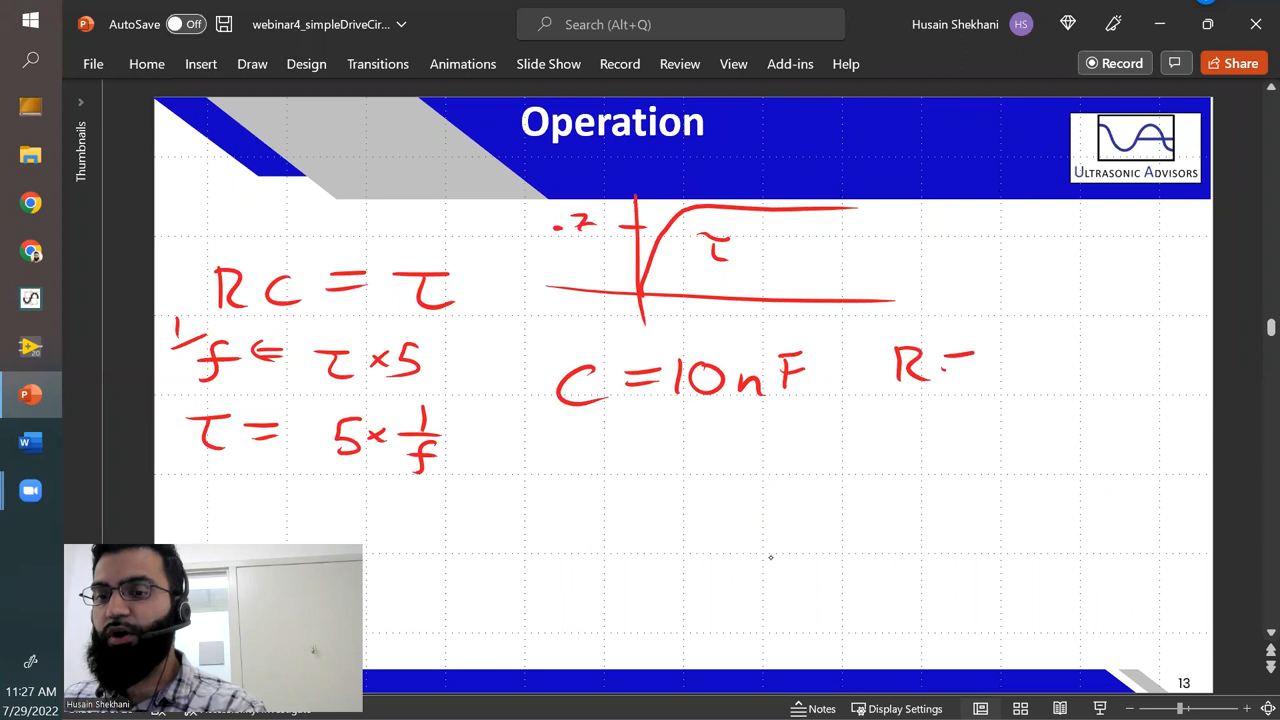 AutoSave Off webinar4_simpleDriveCir... Search (Alt+Q) Husain Shekhani HS
File Home Insert Draw Design Transitions Animations Slide Show Record Review View Add-ins Help Record Share
Thumbnails
Operation
ULTRASONIC ADVISORS
.7
τ
RC = τ
1/f ← τ×5
C = 10nF R =
τ = 5 × 1/f
13
11:27 AM
7/29/2022
Husain Shekhani
Notes Display Settings